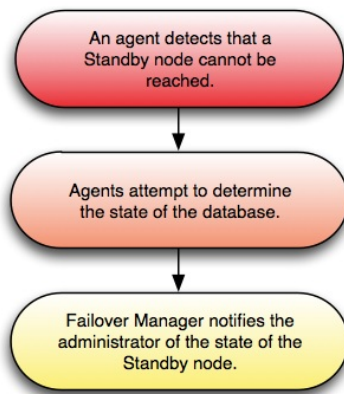 An agent detects that a
Standby node cannot be
reached.
Agents attempt to determine
the state of the database.
Failover Manager notifies the
administrator of the state of the
Standby node.